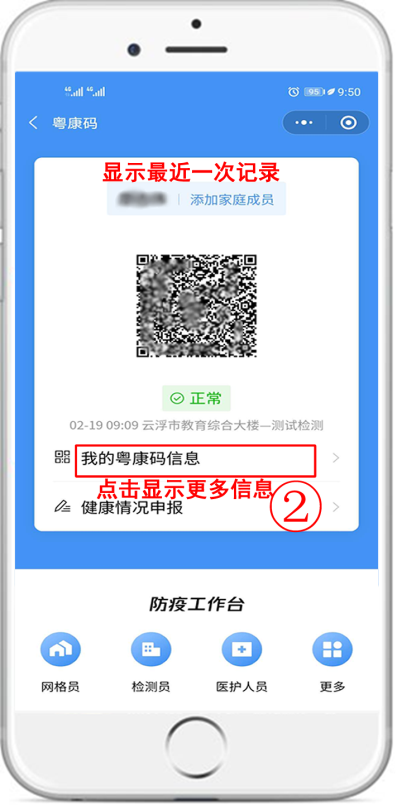 9:50
95
粤康码
显示最近一次记录
添加家庭成员
正常
02-19 09:09 云浮市教育综合大楼—测试检测
我的粤康码信息
点击显示更多信息
②
健康情况申报
防疫工作台
网格员
检测员
医护人员
更多